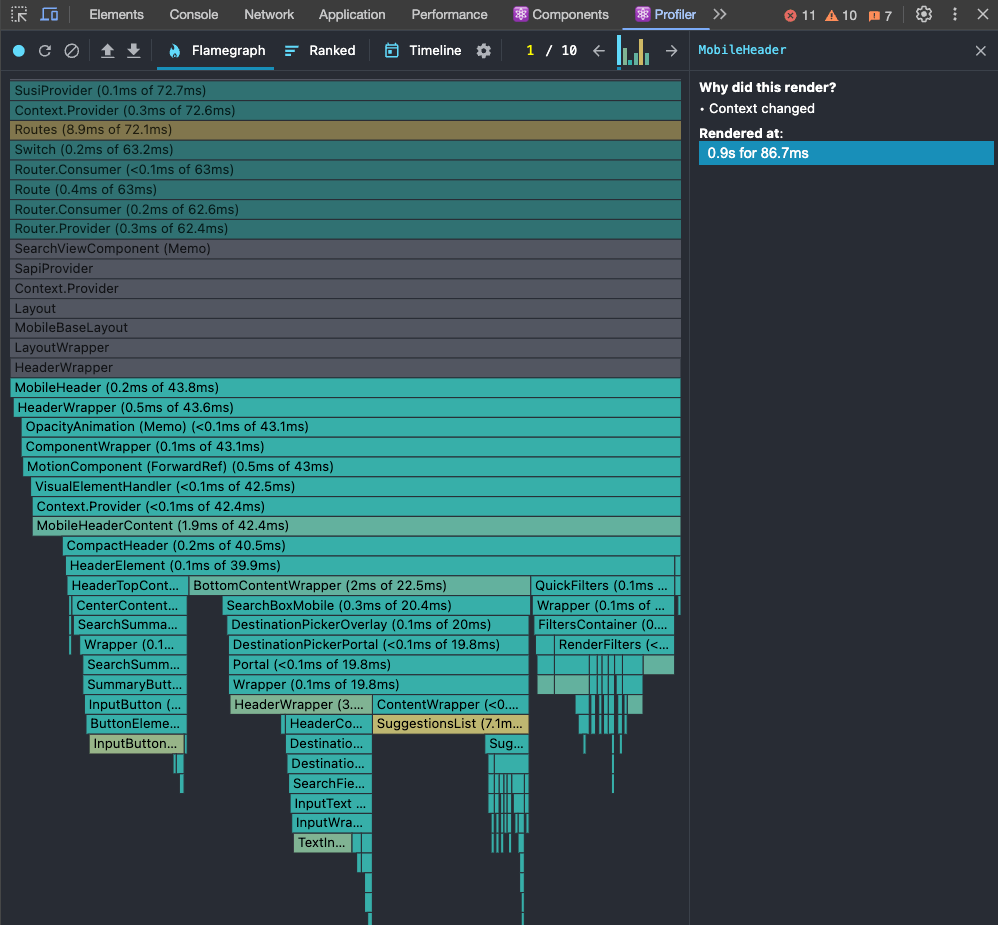 Elements Console Network Application Performance Components Profiler 11 10 7
Flamegraph Ranked Timeline 1 / 10 MobileHeader
SusiProvider (0.1ms of 72.7ms)
Context.Provider (0.3ms of 72.6ms)
Routes (8.9ms of 72.1ms)
Switch (0.2ms of 63.2ms)
Router.Consumer (<0.1ms of 63ms)
Route (0.4ms of 63ms)
Router.Consumer (0.2ms of 62.6ms)
Router.Provider (0.3ms of 62.4ms)
SearchViewComponent (Memo)
SapiProvider
Context.Provider
Layout
MobileBaseLayout
LayoutWrapper
HeaderWrapper
MobileHeader (0.2ms of 43.8ms)
HeaderWrapper (0.5ms of 43.6ms)
OpacityAnimation (Memo) (<0.1ms of 43.1ms)
ComponentWrapper (0.1ms of 43.1ms)
MotionComponent (ForwardRef) (0.5ms of 43ms)
VisualElementHandler (<0.1ms of 42.5ms)
Context.Provider (<0.1ms of 42.4ms)
MobileHeaderContent (1.9ms of 42.4ms)
CompactHeader (0.2ms of 40.5ms)
HeaderElement (0.1ms of 39.9ms)
HeaderTopCont... BottomContentWrapper (2ms of 22.5ms) QuickFilters (0.1ms ...
CenterContent... SearchBoxMobile (0.3ms of 20.4ms) Wrapper (0.1ms of ...
SearchSumma... DestinationPickerOverlay (0.1ms of 20ms) FiltersContainer (0....
Wrapper (0.1... DestinationPickerPortal (<0.1ms of 19.8ms) RenderFilters (<...
SearchSumm... Portal (<0.1ms of 19.8ms)
SummaryButt... Wrapper (0.1ms of 19.8ms)
InputButton (... HeaderWrapper (3.... ContentWrapper (<0....
ButtonEleme... HeaderCo... SuggestionsList (7.1m...
InputButton... Destinatio... Sug...
Destinatio...
SearchFie...
InputText ...
InputWra...
TextIn...
Why did this render?
• Context changed
Rendered at:
0.9s for 86.7ms